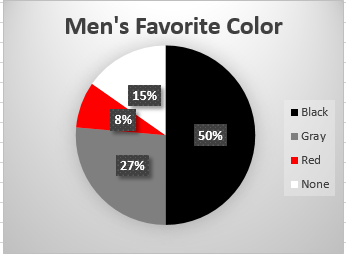 Men's Favorite Color
15%
8%
50%
27%
Black
Gray
Red
None